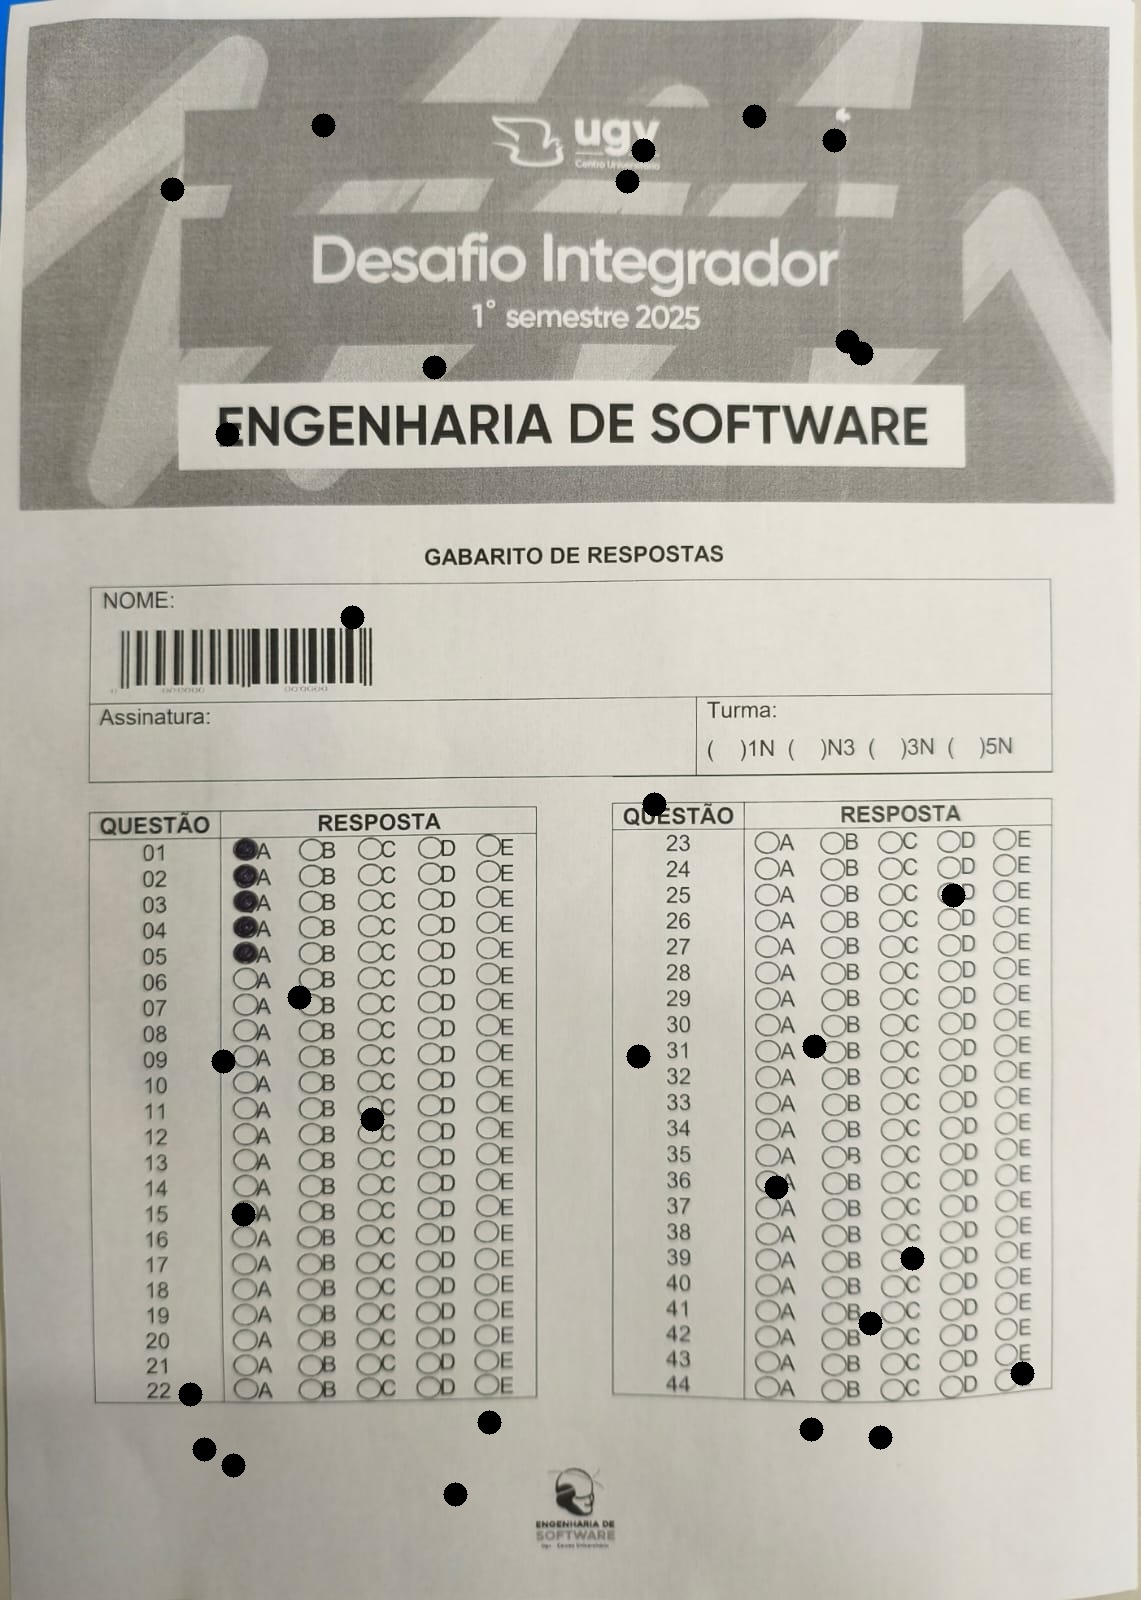 ugv
Centro Universitário
Desafio Integrador
1° semestre 2025
ENGENHARIA DE SOFTWARE
GABARITO DE RESPOSTAS
NOME:
Assinatura:
Turma:
( )1N ( )N3 ( )3N ( )5N
QUESTÃO RESPOSTA
01 A B C D E
02 A B C D E
03 A B C D E
04 A B C D E
05 A B C D E
06 A B C D E
07 A B C D E
08 A B C D E
09 A B C D E
10 A B C D E
11 A B C D E
12 A B C D E
13 A B C D E
14 A B C D E
15 A B C D E
16 A B C D E
17 A B C D E
18 A B C D E
19 A B C D E
20 A B C D E
21 A B C D E
22 A B C D E
QUESTÃO RESPOSTA
23 A B C D E
24 A B C D E
25 A B C D E
26 A B C D E
27 A B C D E
28 A B C D E
29 A B C D E
30 A B C D E
31 A B C D E
32 A B C D E
33 A B C D E
34 A B C D E
35 A B C D E
36 A B C D E
37 A B C D E
38 A B C D E
39 A B C D E
40 A B C D E
41 A B C D E
42 A B C D E
43 A B C D E
44 A B C D E
ENGENHARIA DE
SOFTWARE